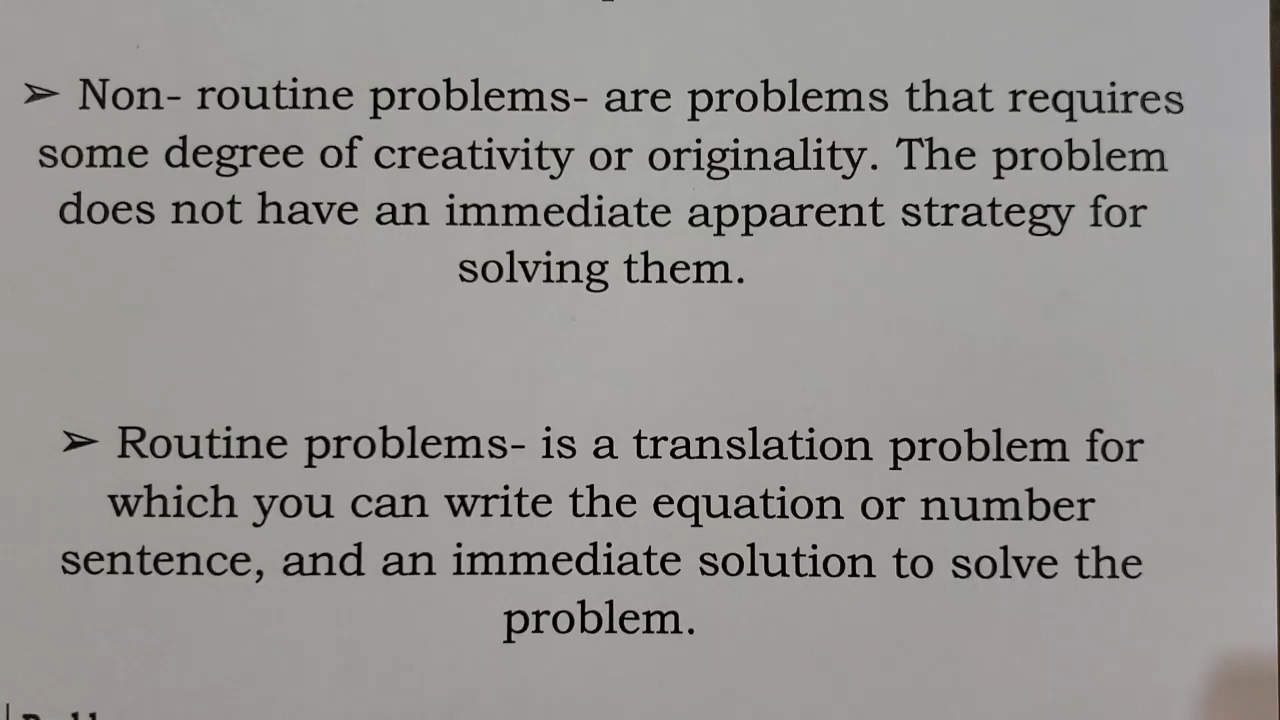 ➢ Non- routine problems- are problems that requires
some degree of creativity or originality. The problem
does not have an immediate apparent strategy for
solving them.
➢ Routine problems- is a translation problem for
which you can write the equation or number
sentence, and an immediate solution to solve the
problem.